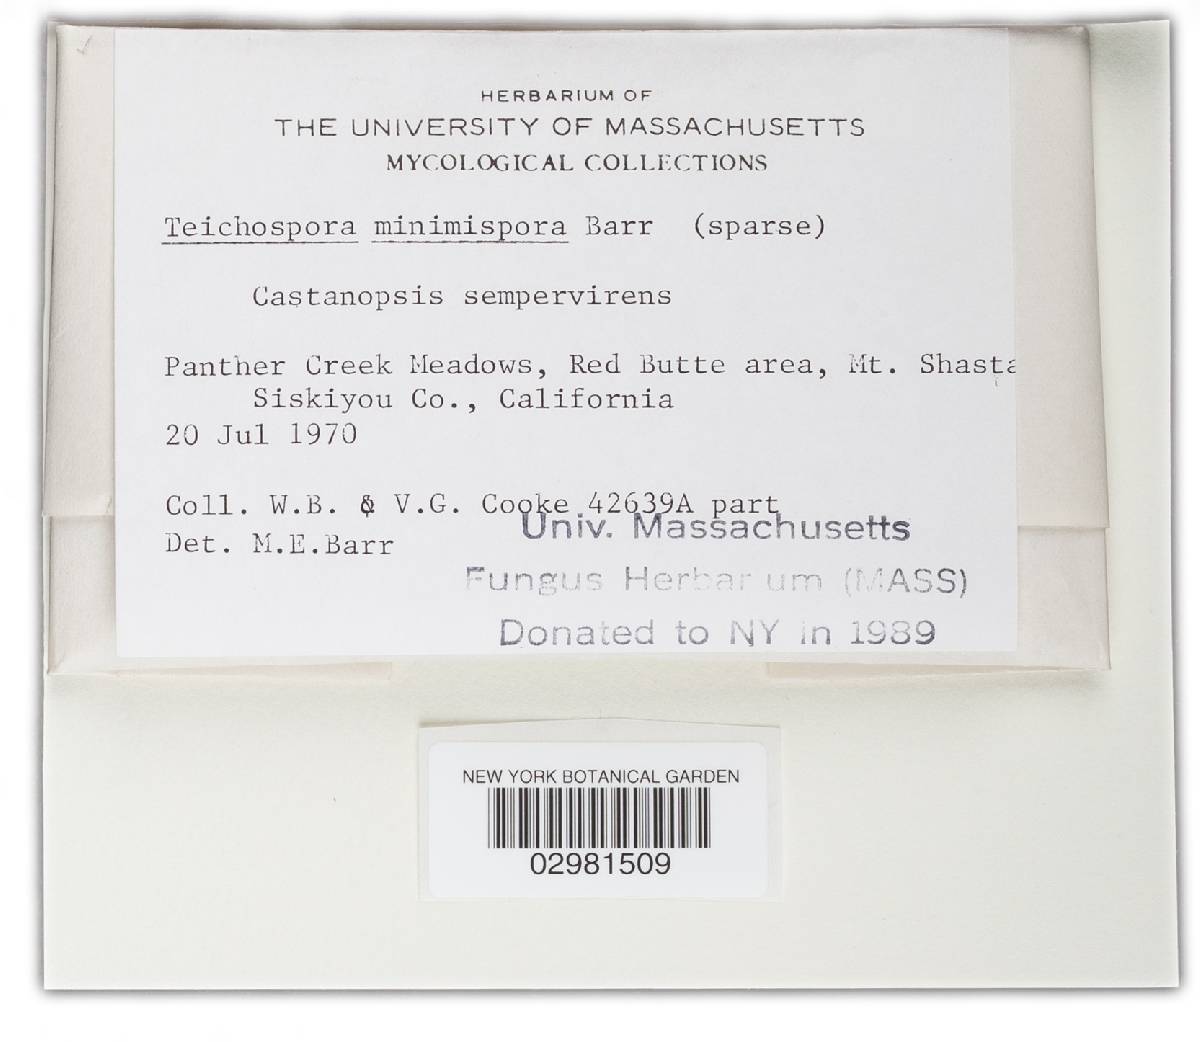 HERBARIUM OF
THE UNIVERSITY OF MASSACHUSETTS
MYCOLOGICAL COLLECTIONS
Teichospora minimispora Barr (sparse)
Castanopsis sempervirens
Panther Creek Meadows, Red Butte area, Mt. Shasta
Siskiyou Co., California
20 Jul 1970
Coll. W.B. & V.G. Cooke 42639A part
Det. M.E.Barr
Univ. Massachusetts
Fungus Herbarium (MASS)
Donated to NY in 1989
NEW YORK BOTANICAL GARDEN
02981509